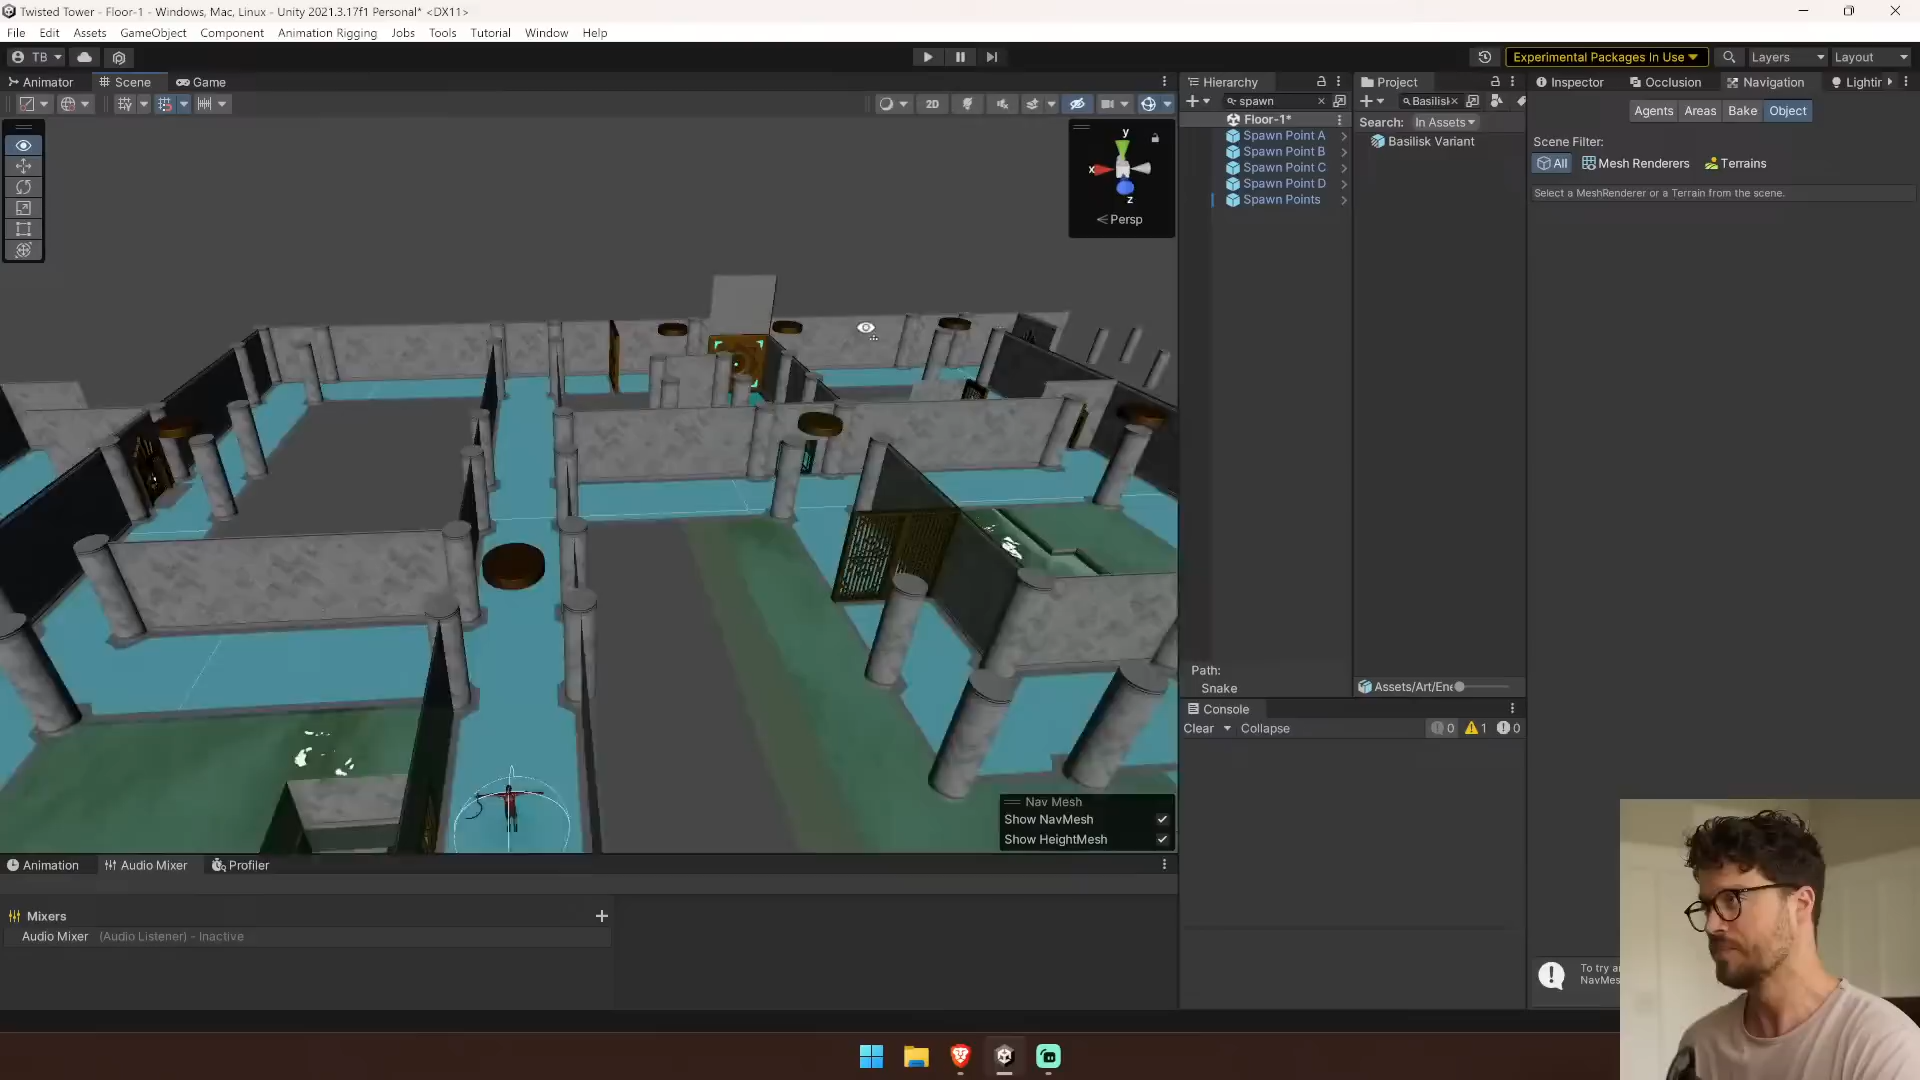 Twisted Tower - Floor-1 - Windows, Mac, Linux - Unity 2021.3.17f1 Personal* <DX11>
File Edit Assets GameObject Component Animation Rigging Jobs Tools Tutorial Window Help
TB
Experimental Packages In Use
Layers
Layout
Animator
Scene
Game
2D
y
x
z
Persp
Nav Mesh
Show NavMesh
Show HeightMesh
Hierarchy
spawn
Floor-1*
Spawn Point A
Spawn Point B
Spawn Point C
Spawn Point D
Spawn Points
Path:
Snake
Project
Basilisk
Search: In Assets
Basilisk Variant
Assets/Art/Ene
Console
Clear
Collapse
0
1
0
Inspector
Occlusion
Navigation
Lightin
Agents
Areas
Bake
Object
Scene Filter:
All
Mesh Renderers
Terrains
Select a MeshRenderer or a Terrain from the scene.
To try a
NavMes
Animation
Audio Mixer
Profiler
Mixers
Audio Mixer (Audio Listener) - Inactive